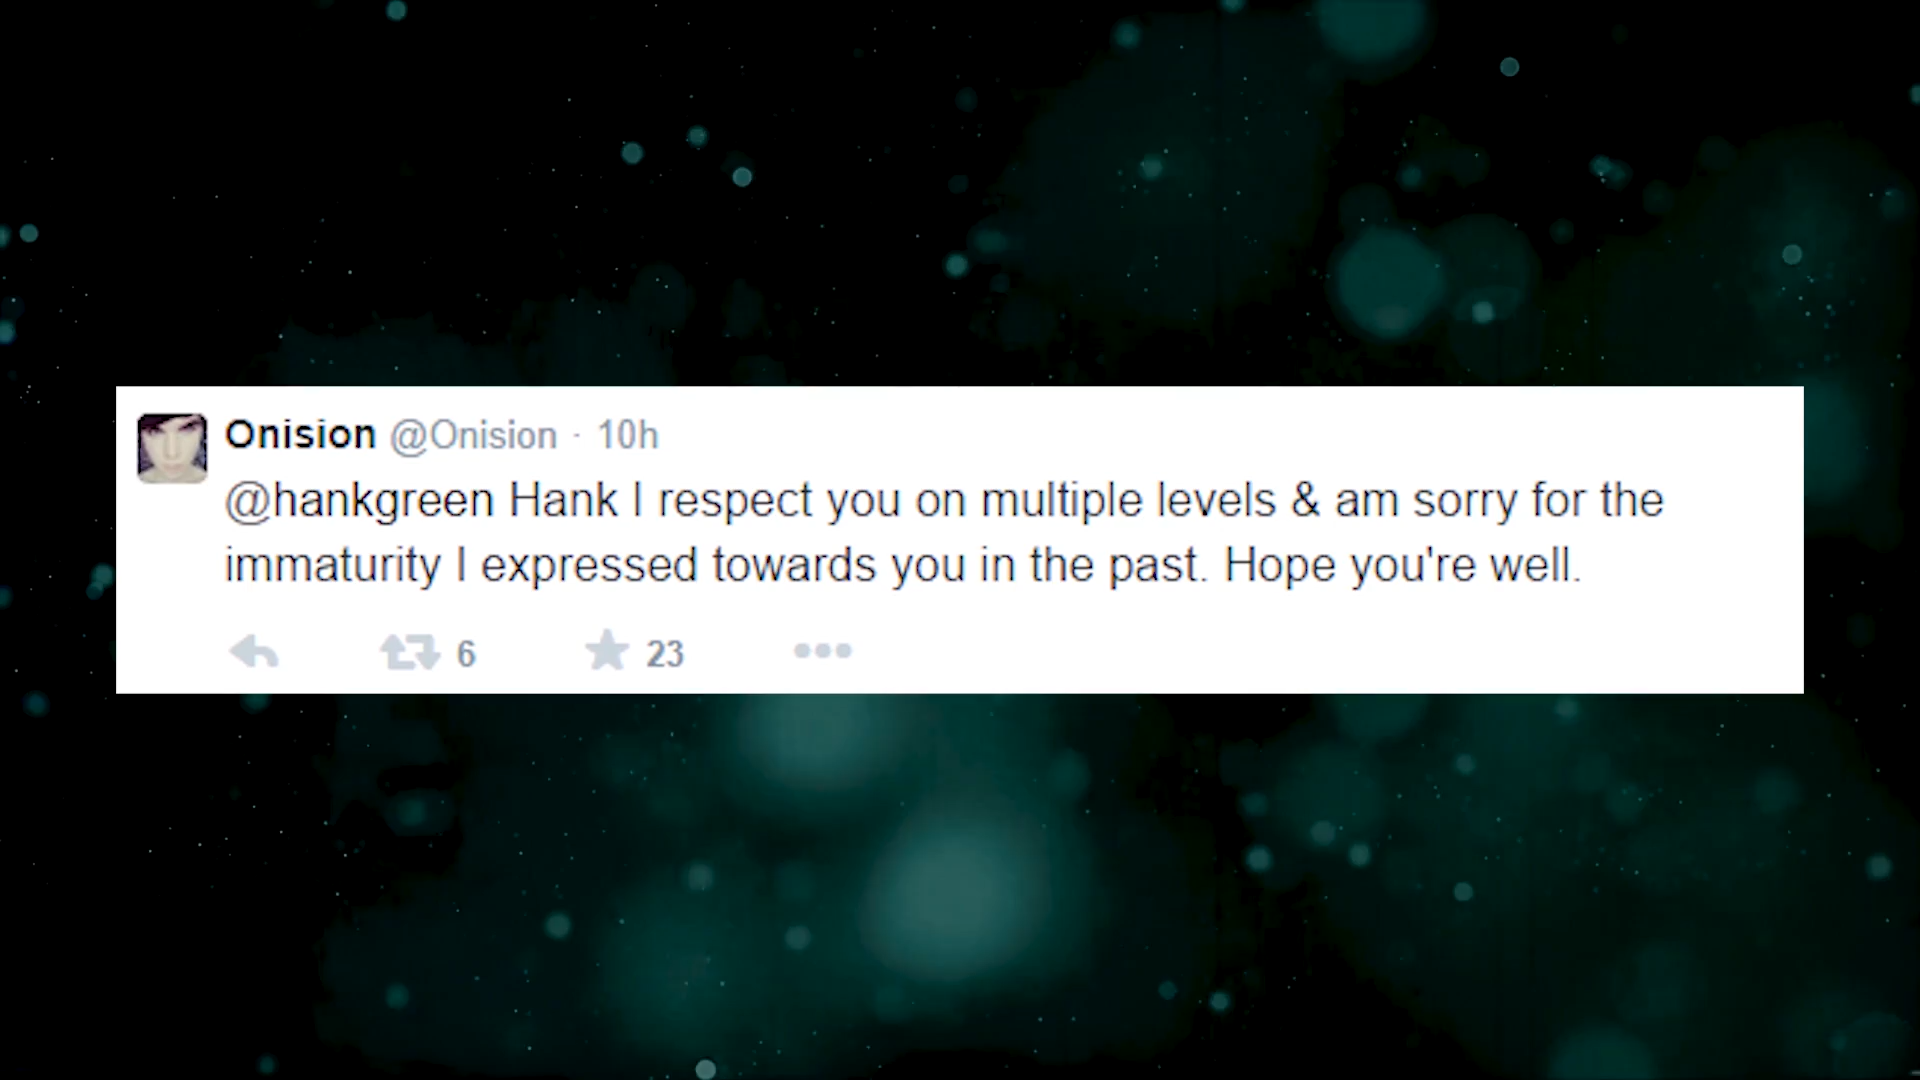 Onision @Onision · 10h
@hankgreen Hank I respect you on multiple levels & am sorry for the
immaturity I expressed towards you in the past. Hope you're well.
6 23